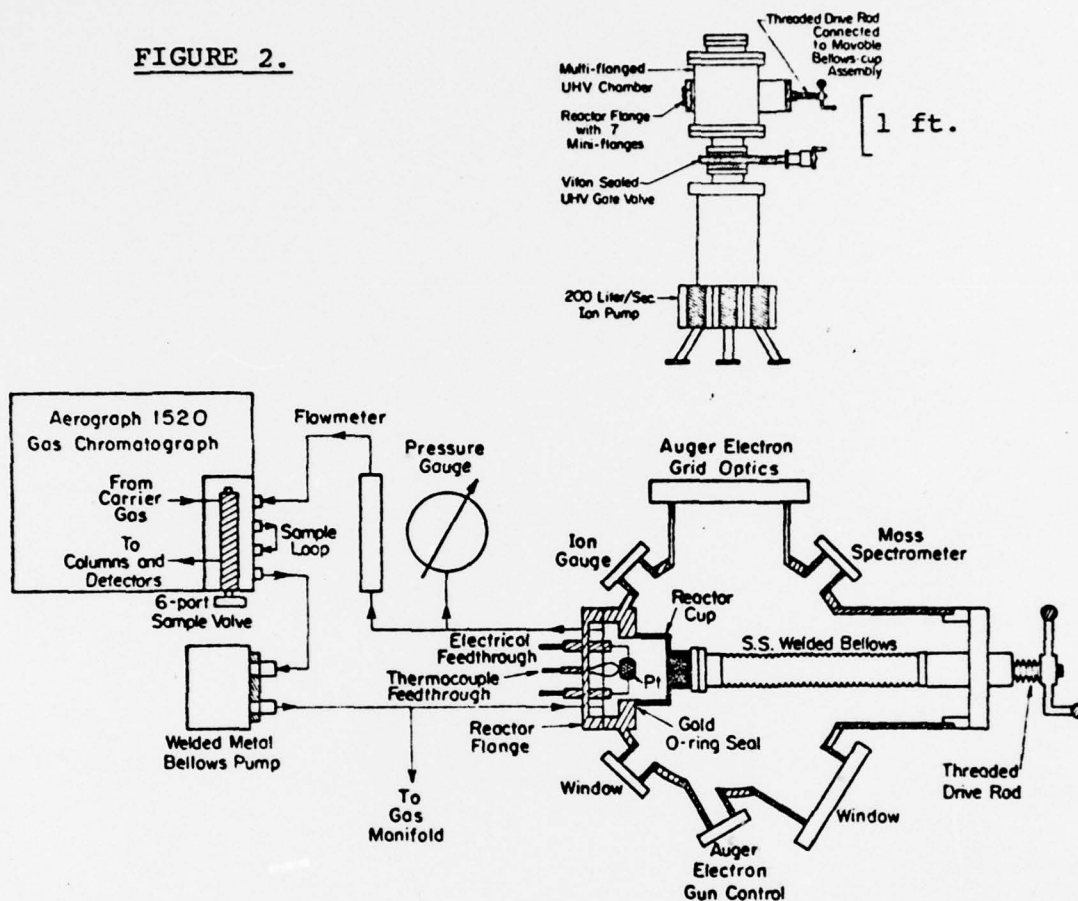 FIGURE 2.
Threaded Drive Rod
Connected
to Movable
Bellows-cup
Assembly
Multi-flanged
UHV Chamber
Reactor Flange
with 7
Mini-flanges
1 ft.
Viton Sealed
UHV Gate Valve
200 Liter/Sec.
Ion Pump
Aerograph 1520
Gas Chromatograph
From
Carrier
Gas
To
Columns and
Detectors
Sample
Loop
6-port
Sample Valve
Flowmeter
Pressure
Gauge
Auger Electron
Grid Optics
Ion
Gauge
Mass
Spectrometer
Reactor
Cup
S.S. Welded Bellows
Electrical
Feedthrough
Thermocouple
Feedthrough
Pt
Reactor
Flange
Gold
O-ring Seal
Welded Metal
Bellows Pump
To
Gas
Manifold
Window
Auger
Electron
Gun Control
Window
Threaded
Drive Rod